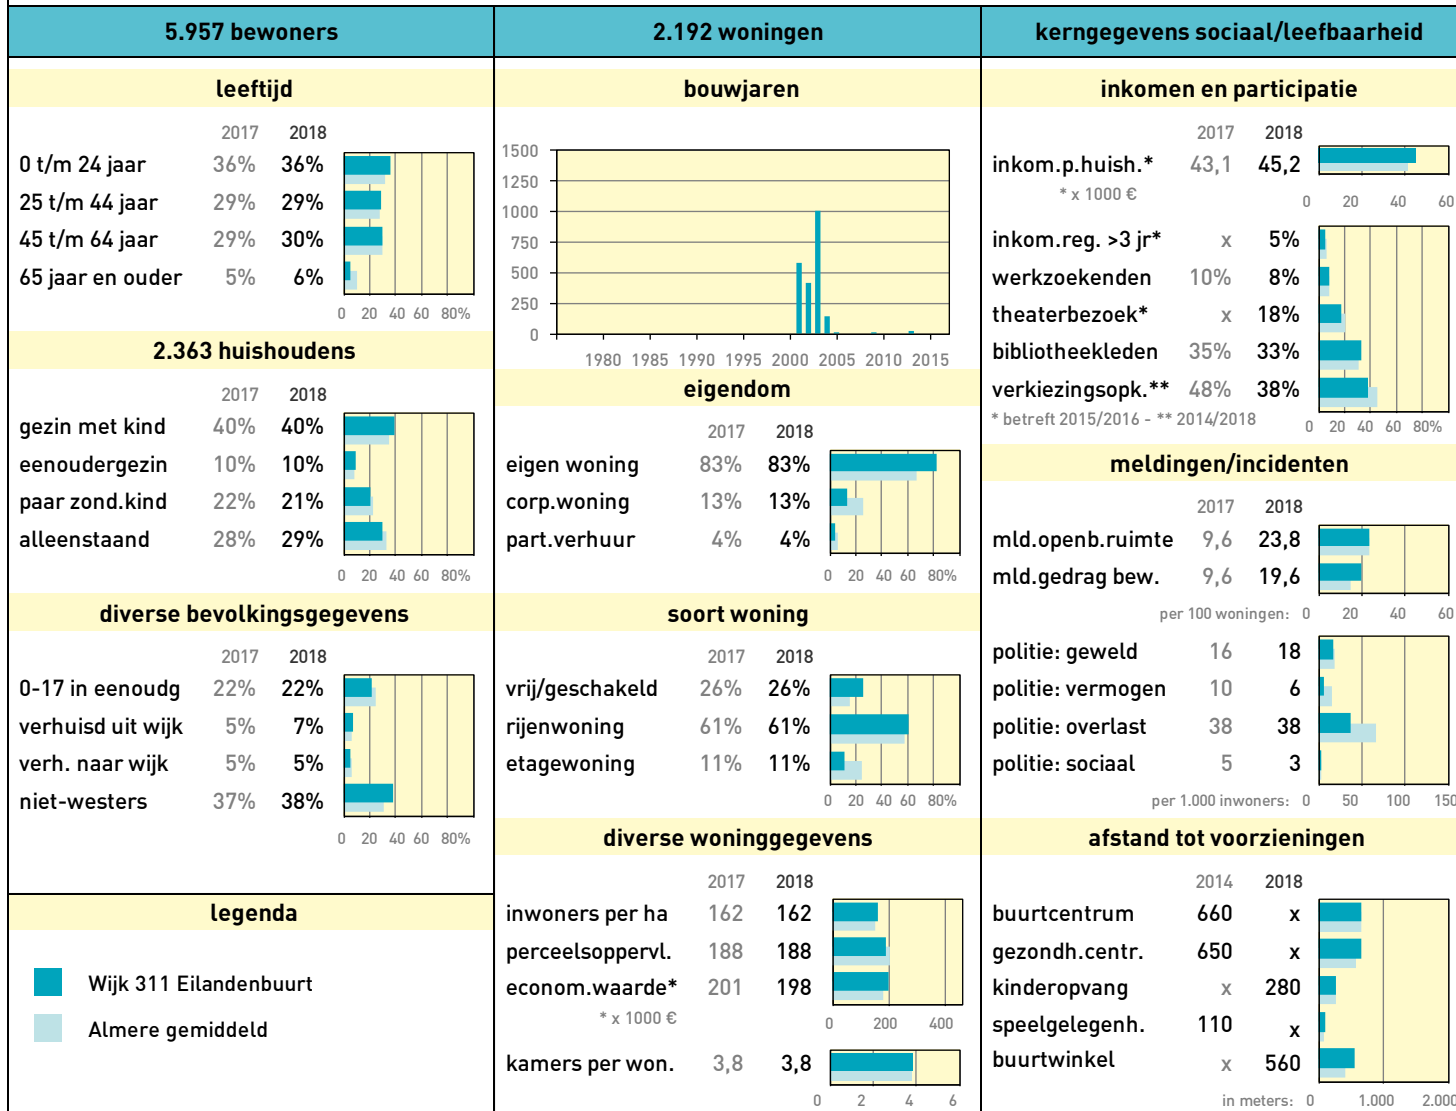 5.957 bewoners
leeftijd
2017 2018
0 t/m 24 jaar 36% 36%
25 t/m 44 jaar 29% 29%
45 t/m 64 jaar 29% 30%
65 jaar en ouder 5% 6%
0 20 40 60 80%
2.363 huishoudens
2017 2018
gezin met kind 40% 40%
eenoudergezin 10% 10%
paar zond.kind 22% 21%
alleenstaand 28% 29%
0 20 40 60 80%
diverse bevolkingsgegevens
2017 2018
0-17 in eenoudg 22% 22%
verhuisd uit wijk 5% 7%
verh. naar wijk 5% 5%
niet-westers 37% 38%
0 20 40 60 80%
legenda
Wijk 311 Eilandenbuurt
Almere gemiddeld
2.192 woningen
bouwjaren
1500
1250
1000
750
500
250
0
1980 1985 1990 1995 2000 2005 2010 2015
eigendom
2017 2018
eigen woning 83% 83%
corp.woning 13% 13%
part.verhuur 4% 4%
0 20 40 60 80%
soort woning
2017 2018
vrij/geschakeld 26% 26%
rijenwoning 61% 61%
etagewoning 11% 11%
0 20 40 60 80%
diverse woninggegevens
2017 2018
inwoners per ha 162 162
perceelsoppervl. 188 188
econom.waarde* 201 198
* x 1000 €
0 200 400
kamers per won. 3,8 3,8
0 2 4 6
kerngegevens sociaal/leefbaarheid
inkomen en participatie
2017 2018
inkom.p.huish.* 43,1 45,2
* x 1000 €
0 20 40 60
inkom.reg. >3 jr* x 5%
werkzoekenden 10% 8%
theaterbezoek* x 18%
bibliotheekleden 35% 33%
verkiezingsopk.** 48% 38%
* betreft 2015/2016 - ** 2014/2018
0 20 40 60 80%
meldingen/incidenten
2017 2018
mld.openb.ruimte 9,6 23,8
mld.gedrag bew. 9,6 19,6
per 100 woningen: 0 20 40 60
politie: geweld 16 18
politie: vermogen 10 6
politie: overlast 38 38
politie: sociaal 5 3
per 1.000 inwoners: 0 50 100 150
afstand tot voorzieningen
2014 2018
buurtcentrum 660 x
gezondh.centr. 650 x
kinderopvang x 280
speelgelegenh. 110 x
buurtwinkel x 560
in meters: 0 1.000 2.000